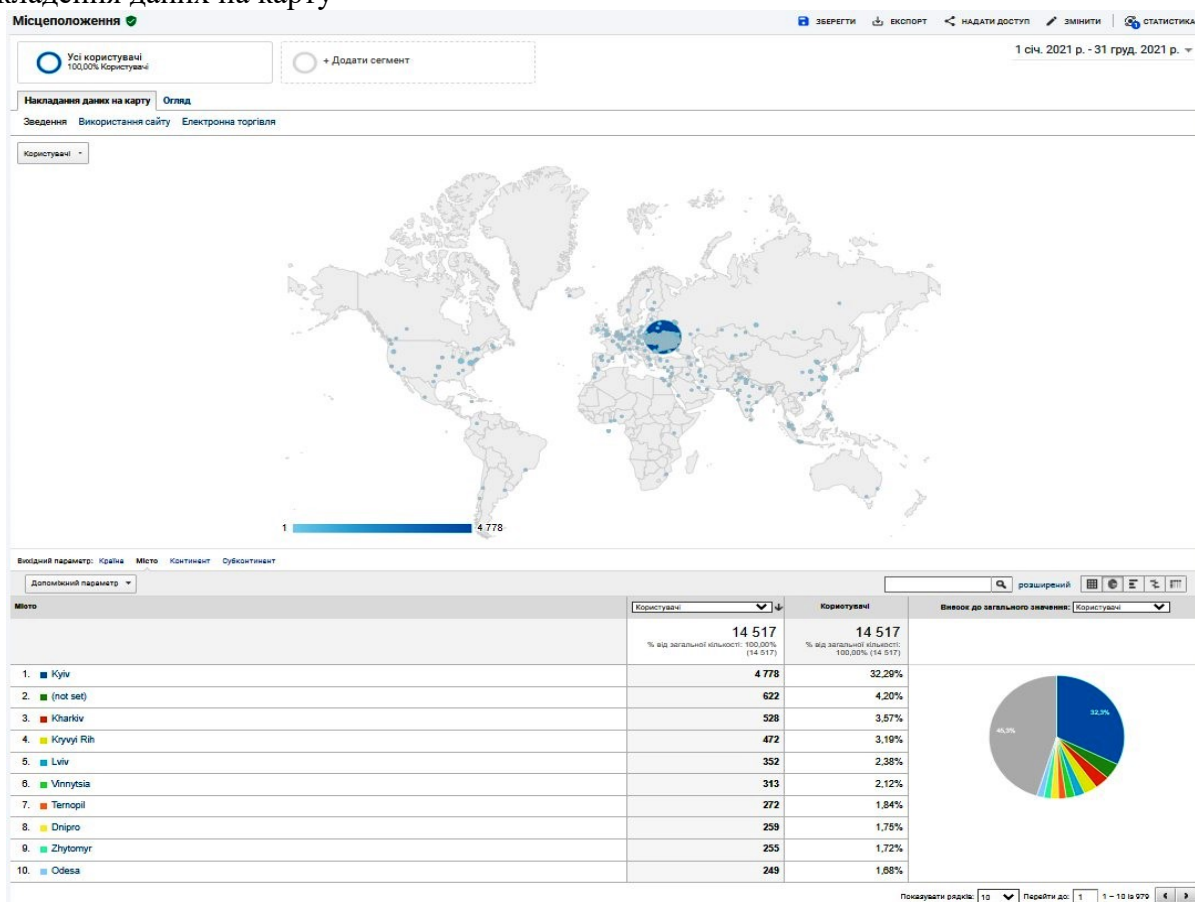 кладення даних на карту
Місцеположення
ЗБЕРЕГТИ ЕКСПОРТ НАДАТИ ДОСТУП ЗМІНИТИ СТАТИСТИКА
Усі користувачі
100,00% Користувачі
+ Додати сегмент
1 січ. 2021 р. - 31 груд. 2021 р.
Накладання даних на карту Огляд
Зведення Використання сайту Електронна торгівля
Користувачі
1 4 778
Вихідний параметр: Країна Місто Континент Субконтинент
Допоміжний параметр
розширений
Місто Користувачі Користувачі Внесок до загального значення: Користувачі
14 517 14 517
% від загальної кількості: 100,00% (14 517) % від загальної кількості: 100,00% (14 517)
1. Kyiv 4 778 32,29%
2. (not set) 622 4,20%
3. Kharkiv 528 3,57%
4. Kryvyi Rih 472 3,19%
5. Lviv 352 2,38%
6. Vinnytsia 313 2,12%
7. Ternopil 272 1,84%
8. Dnipro 259 1,75%
9. Zhytomyr 255 1,72%
10. Odesa 249 1,68%
32,3%
45,3%
Показувати рядків: 10 Перейти до: 1 1 – 10 із 979